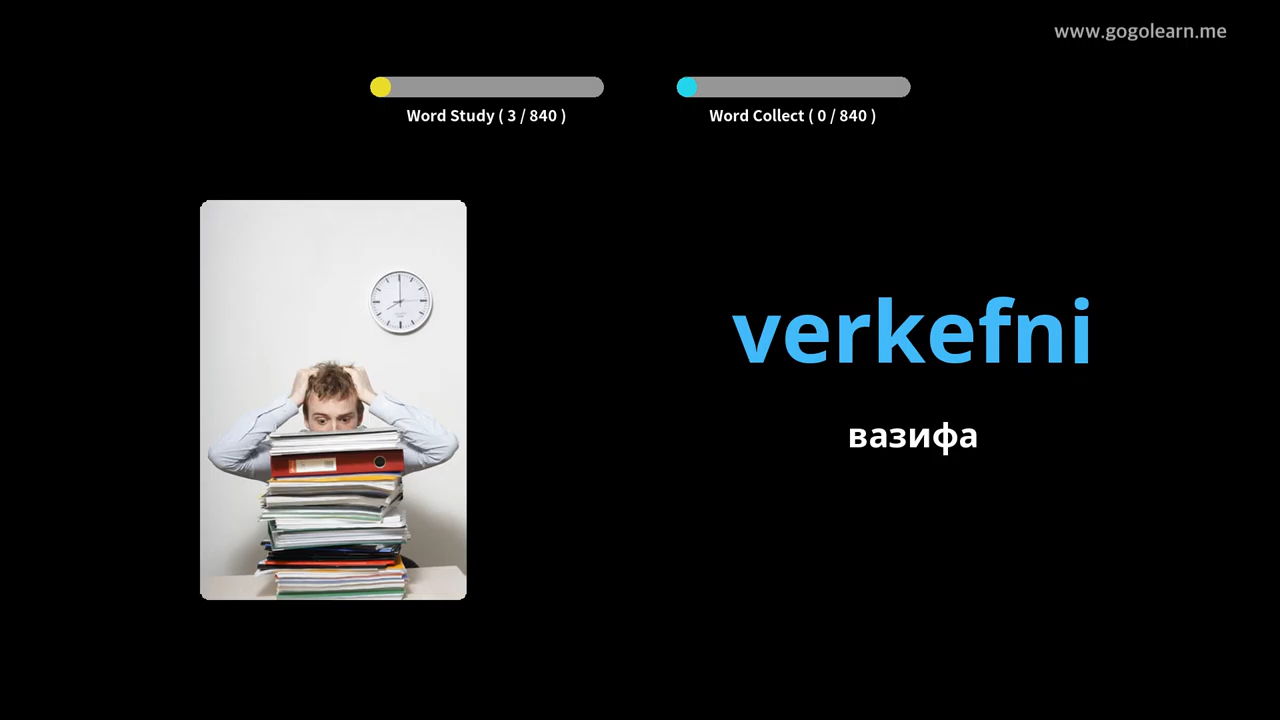 www.gogolearn.me
Word Study ( 3 / 840 )
Word Collect ( 0 / 840 )
verkefni
вазифа